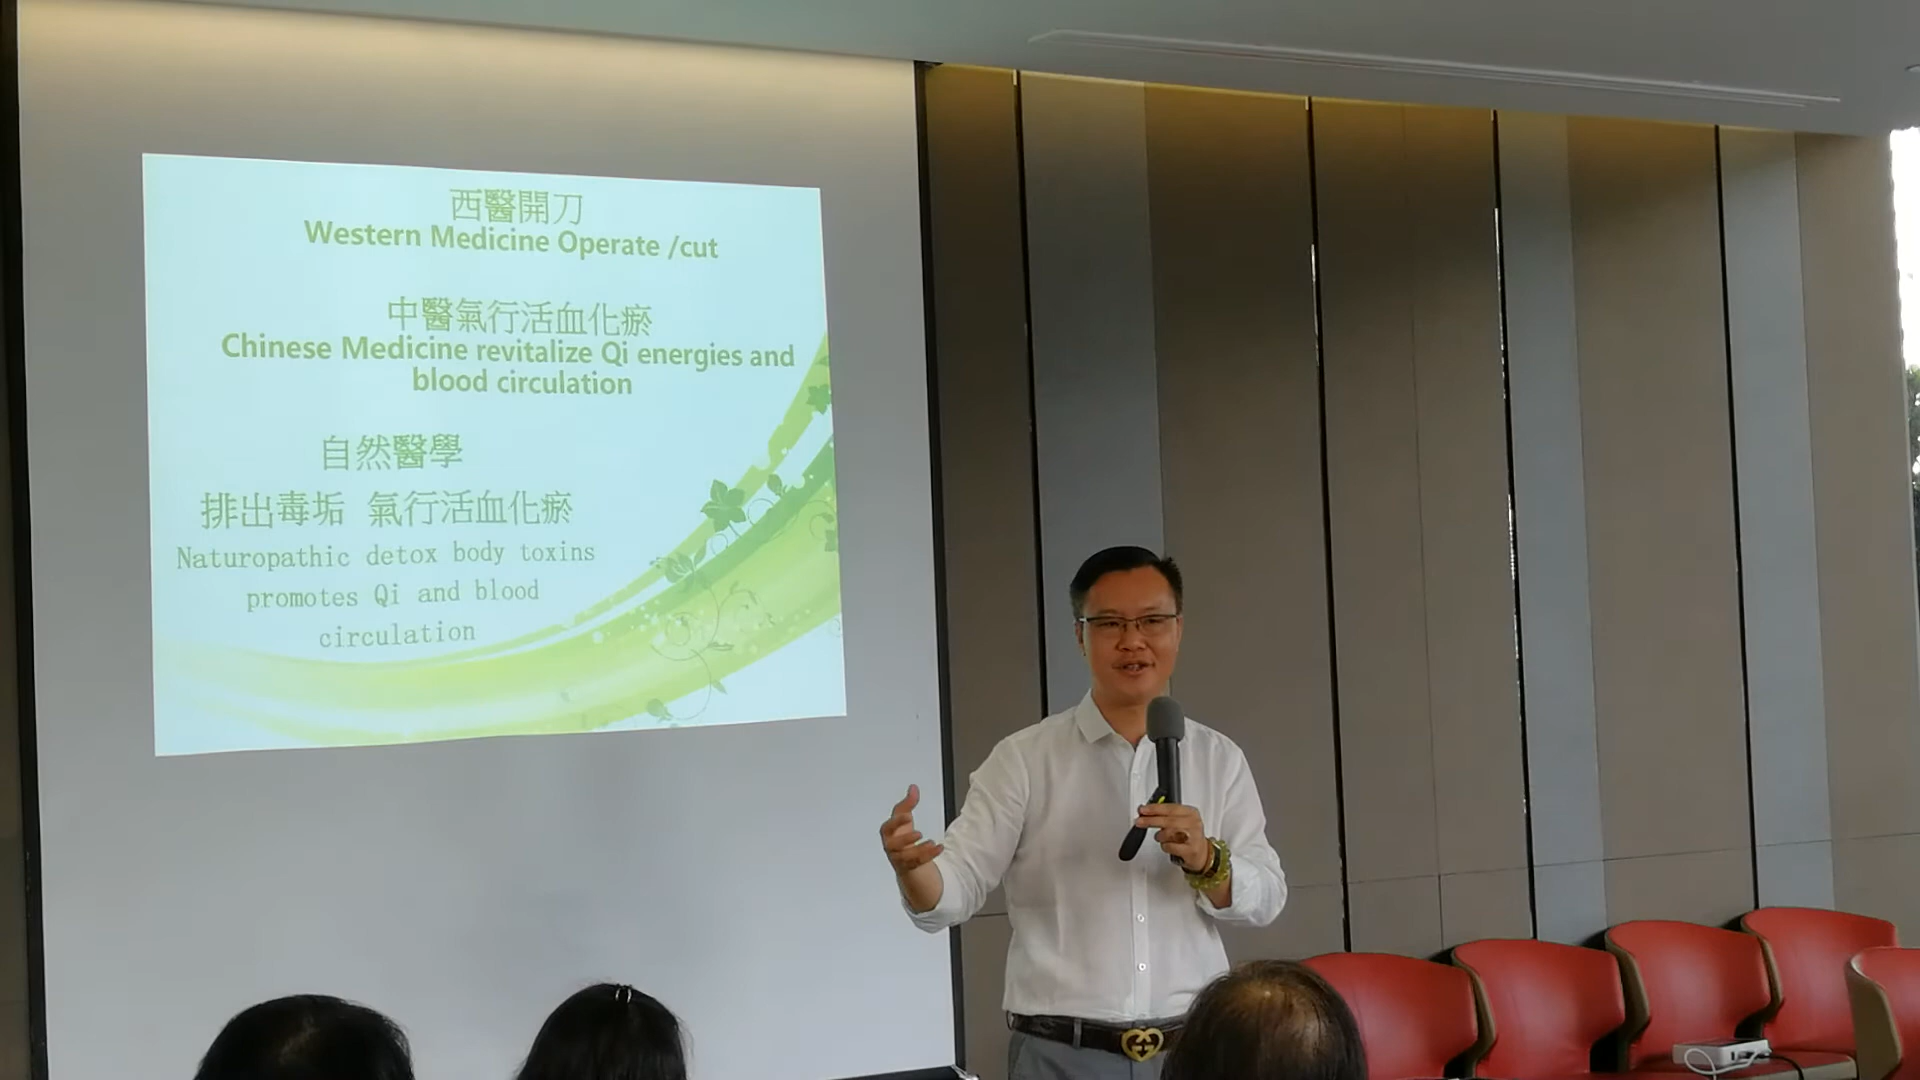 西醫開刀
Western Medicine Operate /cut
中醫氣行活血化瘀
Chinese Medicine revitalize Qi energies and
blood circulation
自然醫學
排出毒垢 氣行活血化瘀
Naturopathic detox body toxins
promotes Qi and blood
circulation